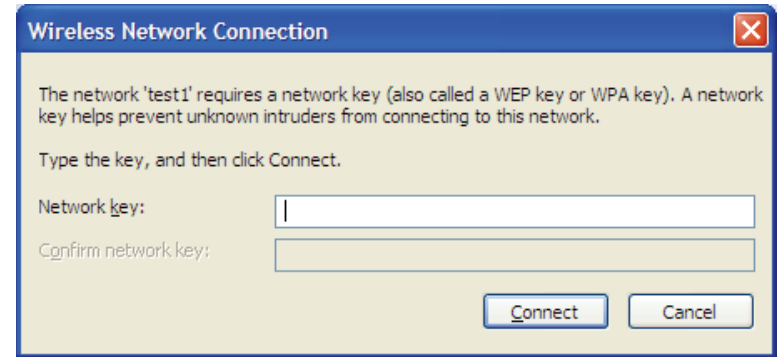 Wireless Network Connection
The network 'test1' requires a network key (also called a WEP key or WPA key). A network
key helps prevent unknown intruders from connecting to this network.
Type the key, and then click Connect.
Network key:
Confirm network key:
Connect Cancel